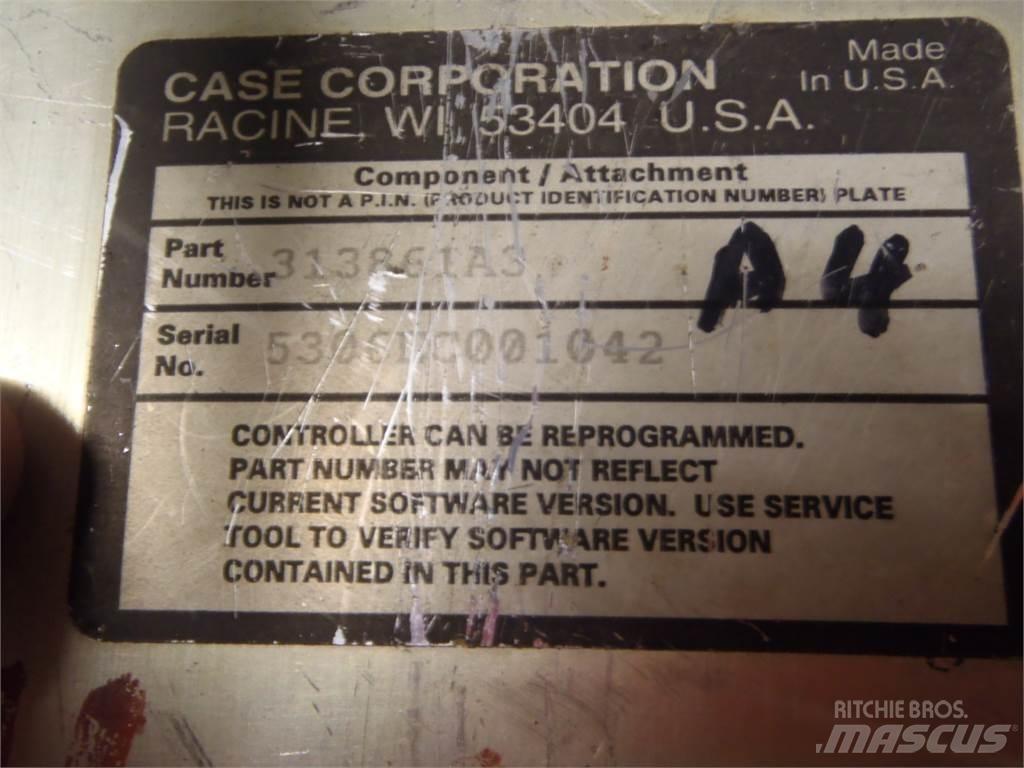 CASE CORPORATION
Made
In U.S.A.
RACINE, WI 53404 U.S.A.
Component / Attachment
THIS IS NOT A P.I.N. (PRODUCT IDENTIFICATION NUMBER) PLATE
Part
Number
313861A3
A4
Serial
No.
CONTROLLER CAN BE REPROGRAMMED.
PART NUMBER MAY NOT REFLECT
CURRENT SOFTWARE VERSION. USE SERVICE
TOOL TO VERIFY SOFTWARE VERSION
CONTAINED IN THIS PART.
RITCHIE BROS.
MASCUS